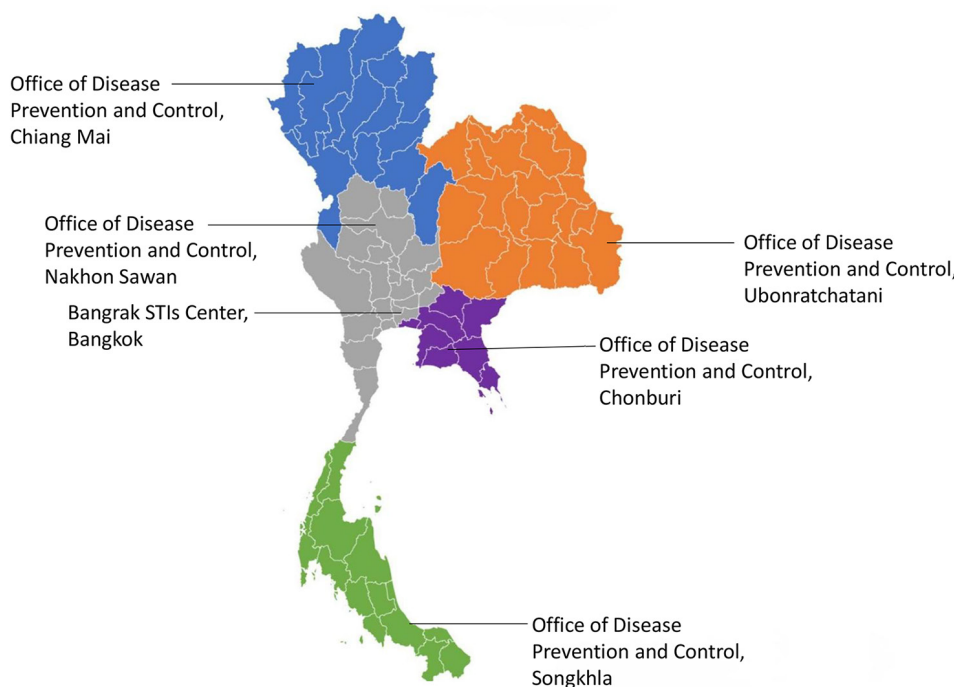 Office of Disease
Prevention and Control,
Chiang Mai
Office of Disease
Prevention and Control,
Nakhon Sawan
Bangrak STIs Center,
Bangkok
Office of Disease
Prevention and Control,
Ubonratchatani
Office of Disease
Prevention and Control,
Chonburi
Office of Disease
Prevention and Control,
Songkhla